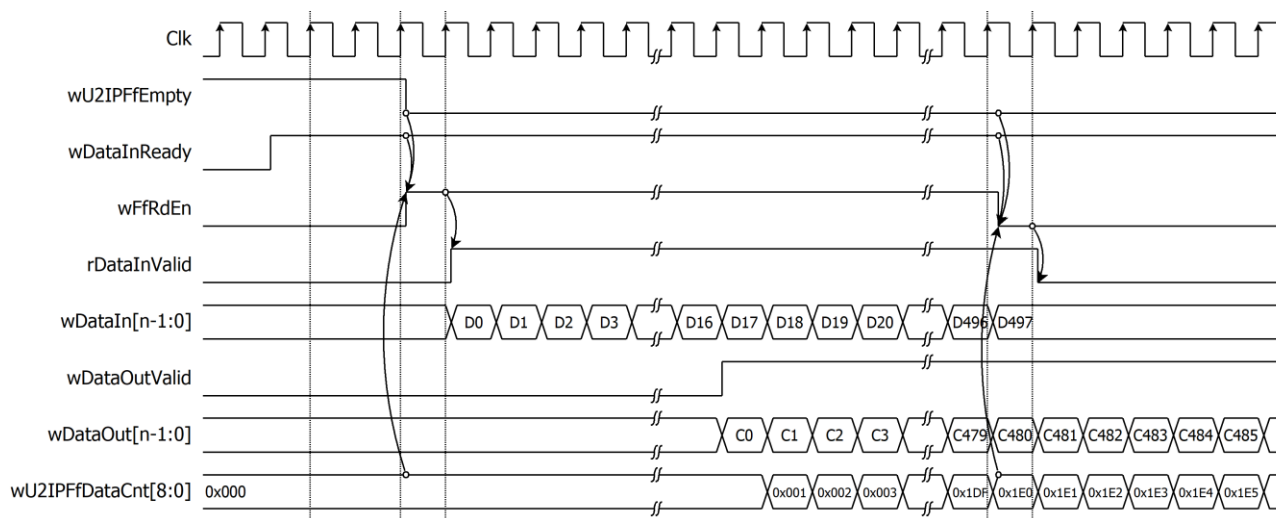 Clk
wU2IPFfEmpty
wDataInReady
wFfRdEn
rDataInValid
wDataIn[n-1:0] D0 D1 D2 D3 D16 D17 D18 D19 D20 D496 D497
wDataOutValid
wDataOut[n-1:0] C0 C1 C2 C3 C479 C480 C481 C482 C483 C484 C485
wU2IPFfDataCnt[8:0] 0x000 0x001 0x002 0x003 0x1DF 0x1E0 0x1E1 0x1E2 0x1E3 0x1E4 0x1E5